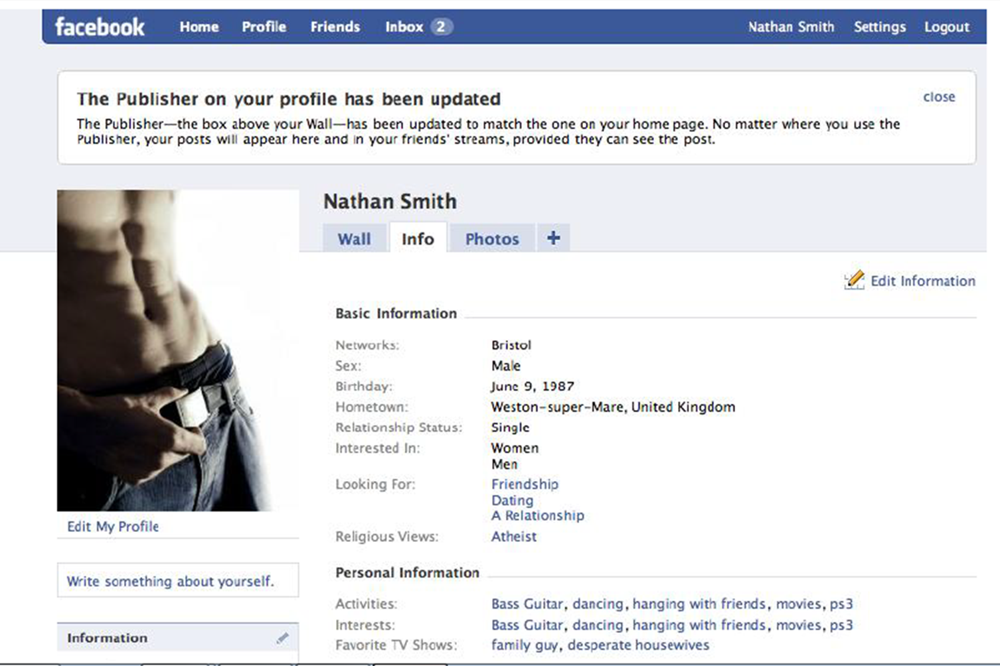 facebook Home Profile Friends Inbox 2 Nathan Smith Settings Logout
The Publisher on your profile has been updated close
The Publisher—the box above your Wall—has been updated to match the one on your home page. No matter where you use the
Publisher, your posts will appear here and in your friends' streams, provided they can see the post.
Nathan Smith
Wall Info Photos +
Edit Information
Basic Information
Networks: Bristol
Sex: Male
Birthday: June 9, 1987
Hometown: Weston-super-Mare, United Kingdom
Relationship Status: Single
Interested In: Women
Men
Looking For: Friendship
Dating
A Relationship
Religious Views: Atheist
Edit My Profile
Write something about yourself.
Information
Personal Information
Activities: Bass Guitar, dancing, hanging with friends, movies, ps3
Interests: Bass Guitar, dancing, hanging with friends, movies, ps3
Favorite TV Shows: family guy, desperate housewives